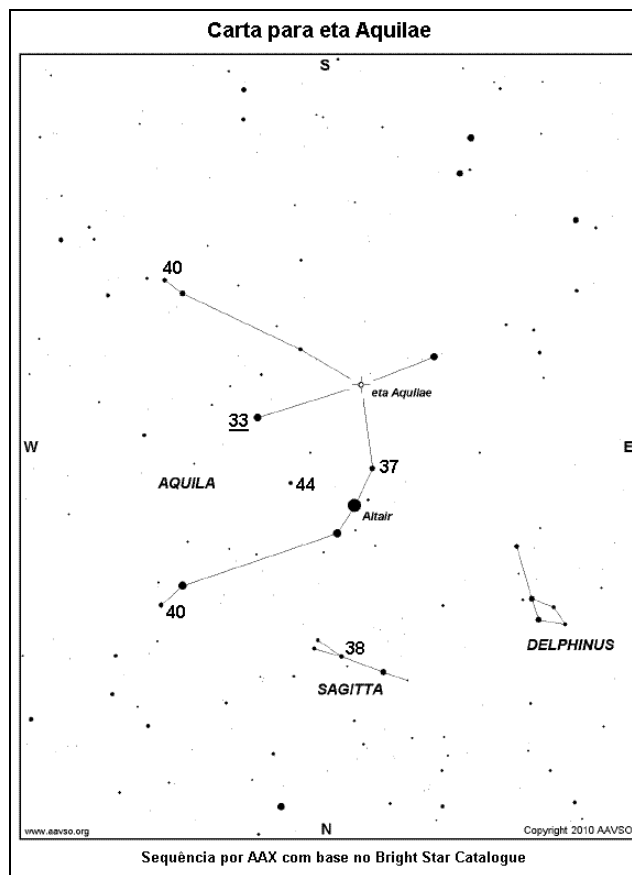 Carta para eta Aquilae
S
40
eta Aquilae
33
W
E
37
AQUILA
44
Altair
40
38
DELPHINUS
SAGITTA
www.aavso.org
N
Copyright 2010 AAVSO
Sequência por AAX com base no Bright Star Catalogue